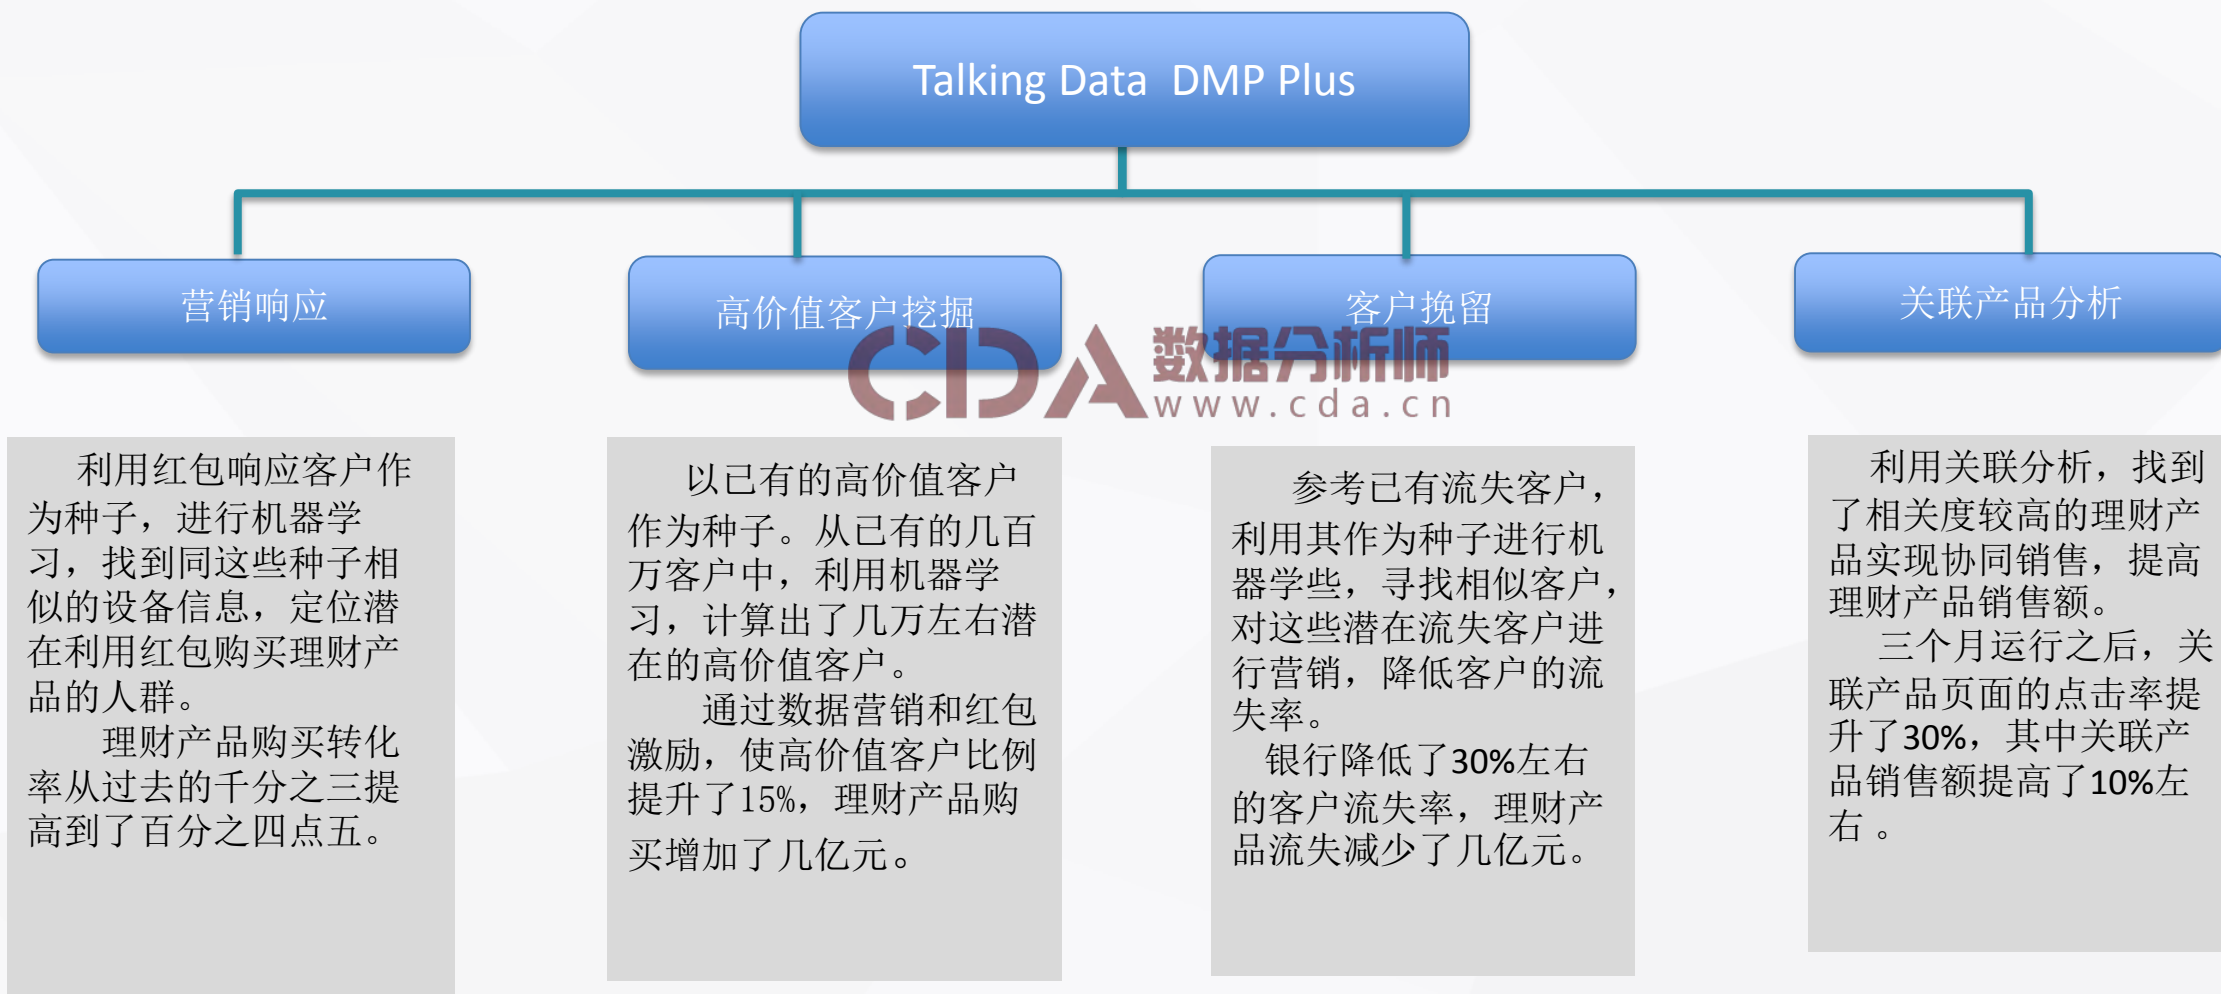 Talking Data  DMP Plus
营销响应
高价值客户挖掘
客户挽留
关联产品分析
CDA 数据分析师
www.cda.cn
利用红包响应客户作
为种子，进行机器学
习，找到同这些种子相
似的设备信息，定位潜
在利用红包购买理财产
品的人群。
理财产品购买转化
率从过去的千分之三提
高到了百分之四点五。
以已有的高价值客户
作为种子。从已有的几百
万客户中，利用机器学
习，计算出了几万左右潜
在的高价值客户。
通过数据营销和红包
激励，使高价值客户比例
提升了15%，理财产品购
买增加了几亿元。
参考已有流失客户，
利用其作为种子进行机
器学些，寻找相似客户，
对这些潜在流失客户进
行营销，降低客户的流
失率。
银行降低了30%左右
的客户流失率，理财产
品流失减少了几亿元。
利用关联分析，找到
了相关度较高的理财产
品实现协同销售，提高
理财产品销售额。
三个月运行之后，关
联产品页面的点击率提
升了30%，其中关联产
品销售额提高了10%左
右 。